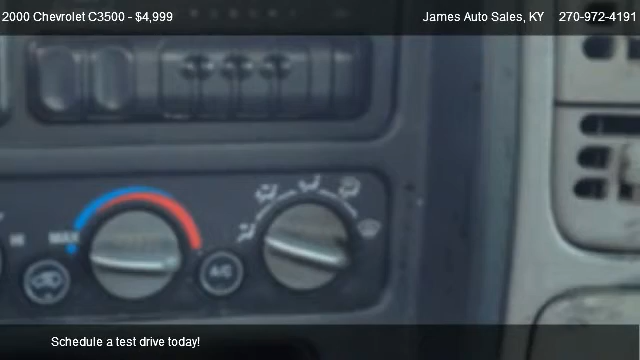 2000 Chevrolet C3500 - $4,999
James Auto Sales, KY 270-972-4191
MAX
A/C
Schedule a test drive today!